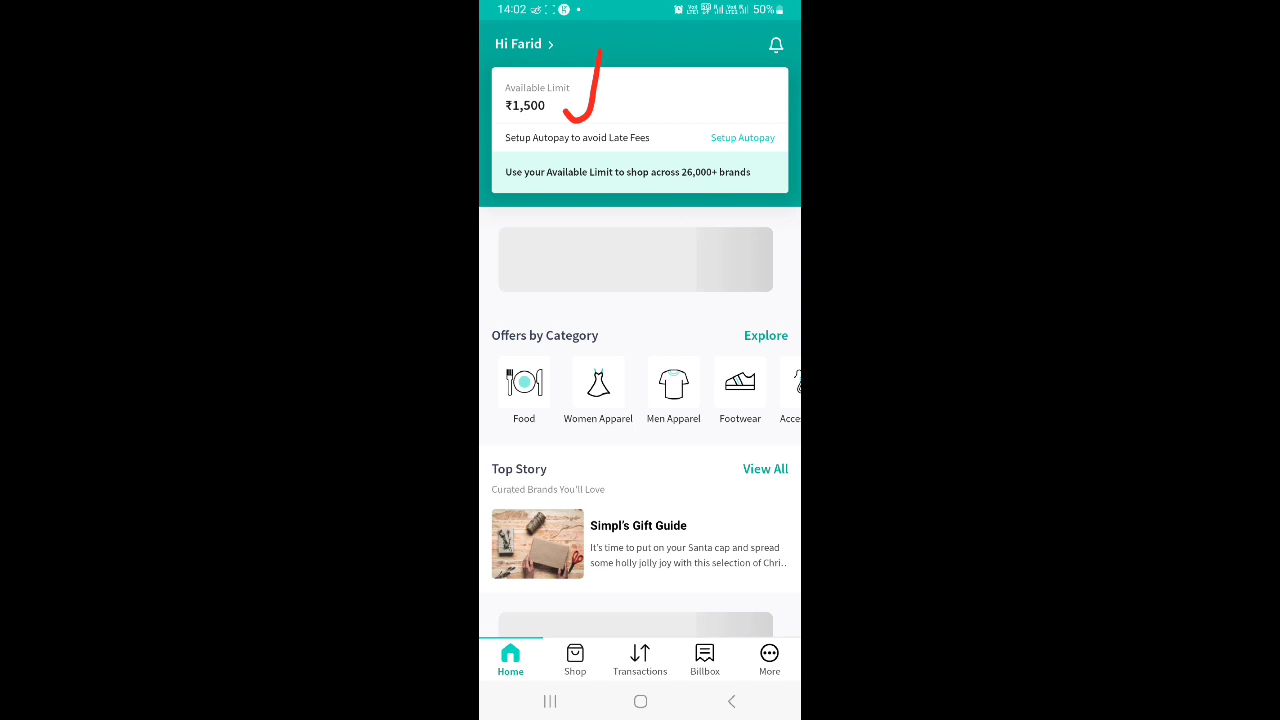 14:02
50%
Hi Farid
Available Limit
₹1,500
Setup Autopay to avoid Late Fees
Setup Autopay
Use your Available Limit to shop across 26,000+ brands
Offers by Category
Explore
Food
Women Apparel
Men Apparel
Footwear
Acce
Top Story
View All
Curated Brands You'll Love
Simpl's Gift Guide
It's time to put on your Santa cap and spread
some holly jolly joy with this selection of Chri..
Home
Shop
Transactions
Billbox
More